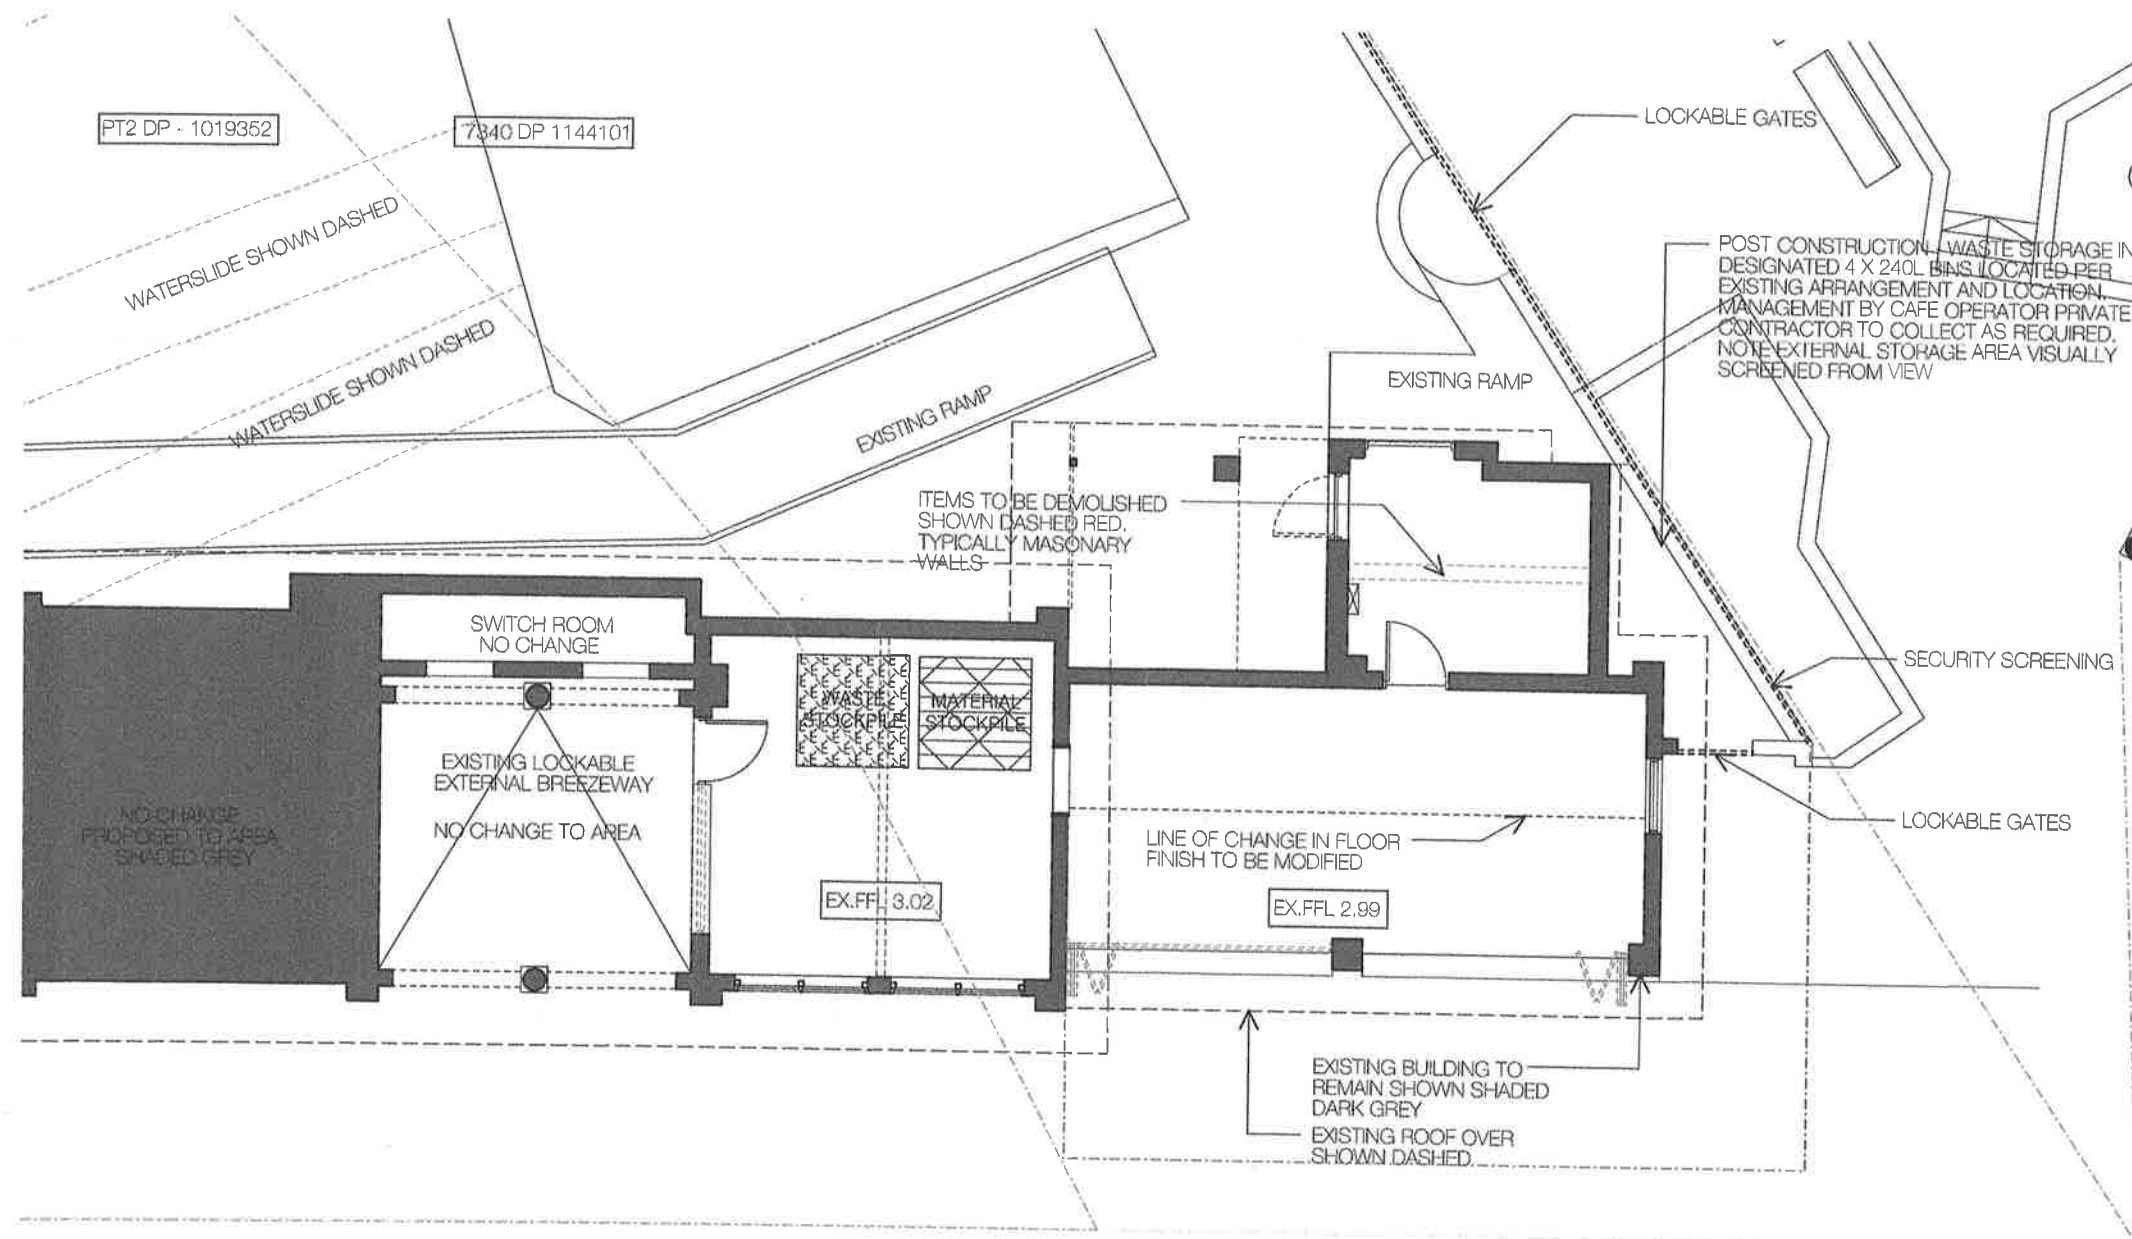 PT2 DP - 1019352
7340 DP 1144101
LOCKABLE GATES
WATERSLIDE SHOWN DASHED
POST CONSTRUCTION - WASTE STORAGE IN
DESIGNATED 4 X 240L BINS LOCATED PER
EXISTING ARRANGEMENT AND LOCATION.
MANAGEMENT BY CAFE OPERATOR PRIVATE
CONTRACTOR TO COLLECT AS REQUIRED.
NOTE EXTERNAL STORAGE AREA VISUALLY
SCREENED FROM VIEW
WATERSLIDE SHOWN DASHED
EXISTING RAMP
EXISTING RAMP
ITEMS TO BE DEMOLISHED
SHOWN DASHED RED.
TYPICALLY MASONARY
WALLS
SWITCH ROOM
NO CHANGE
SECURITY SCREENING
WASTE
STOCKPILE
MATERIAL
STOCKPILE
EXISTING LOCKABLE
EXTERNAL BREEZEWAY
NO CHANGE TO AREA
NO CHANGE
PROPOSED TO AREA
SHADED GREY
LINE OF CHANGE IN FLOOR
FINISH TO BE MODIFIED
LOCKABLE GATES
EX.FFL 3.02
EX.FFL 2.99
EXISTING BUILDING TO
REMAIN SHOWN SHADED
DARK GREY
EXISTING ROOF OVER
SHOWN DASHED